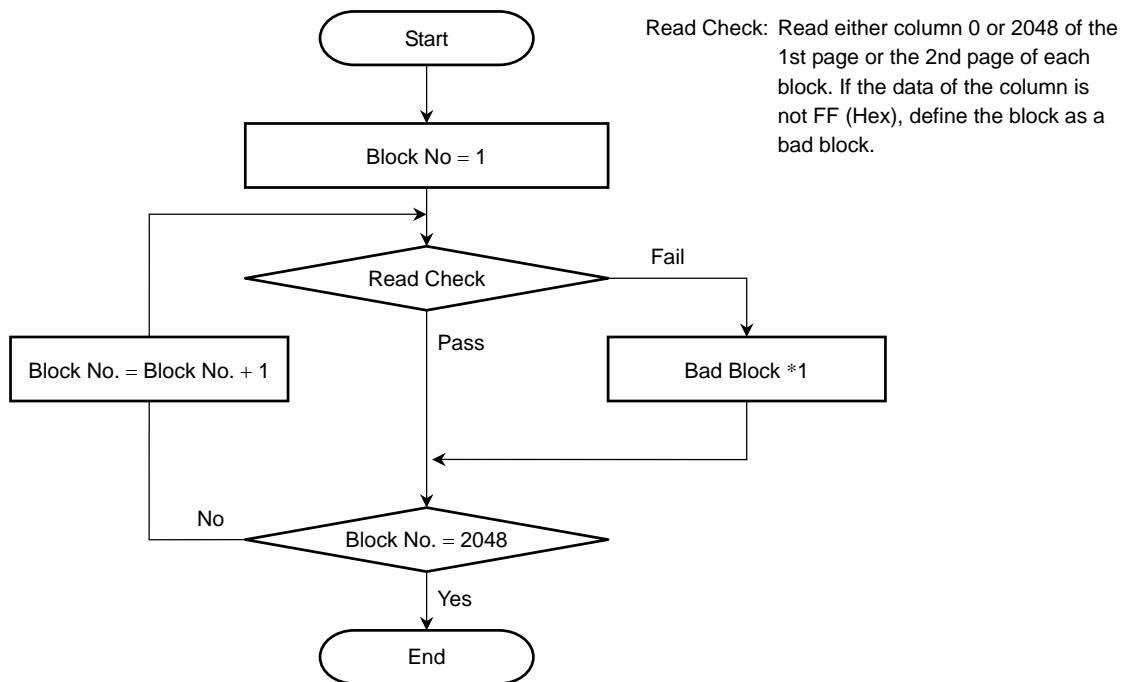 Start
Read Check: Read either column 0 or 2048 of the
1st page or the 2nd page of each
block. If the data of the column is
not FF (Hex), define the block as a
bad block.
Block No = 1
Read Check
Fail
Pass
Block No. = Block No. + 1
Bad Block *1
No
Block No. = 2048
Yes
End